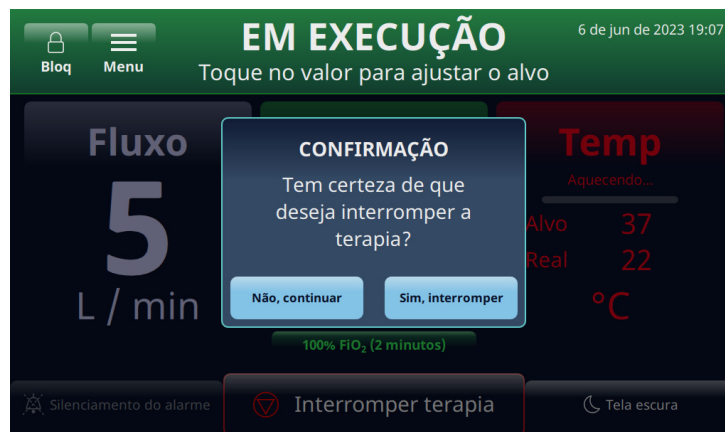 EM EXECUÇÃO
6 de jun de 2023 19:07
Bloq
Menu
Toque no valor para ajustar o alvo
Fluxo
5
L / min
CONFIRMAÇÃO
Tem certeza de que
deseja interromper a
terapia?
Não, continuar
Sim, interromper
100% FiO₂ (2 minutos)
Temp
Aquecendo...
Alvo 37
Real 22
°C
Silenciamento do alarme
Interromper terapia
Tela escura